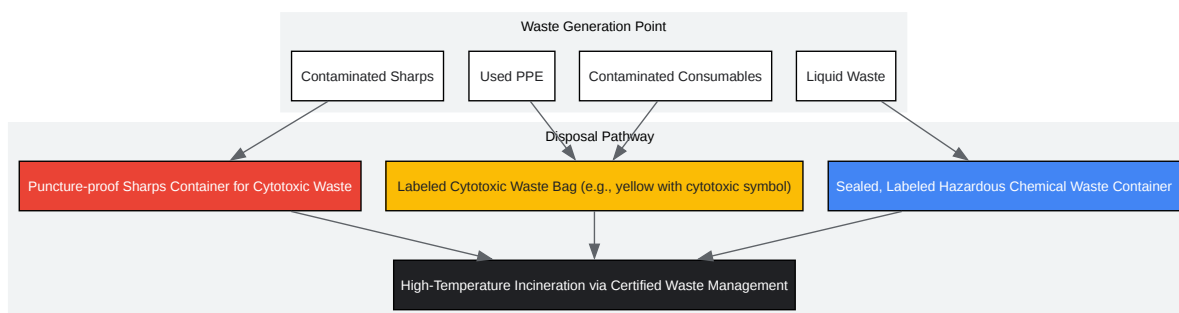 Waste Generation Point
Contaminated Sharps
Used PPE
Contaminated Consumables
Liquid Waste
Disposal Pathway
Puncture-proof Sharps Container for Cytotoxic Waste
Labeled Cytotoxic Waste Bag (e.g., yellow with cytotoxic symbol)
Sealed, Labeled Hazardous Chemical Waste Container
High-Temperature Incineration via Certified Waste Management